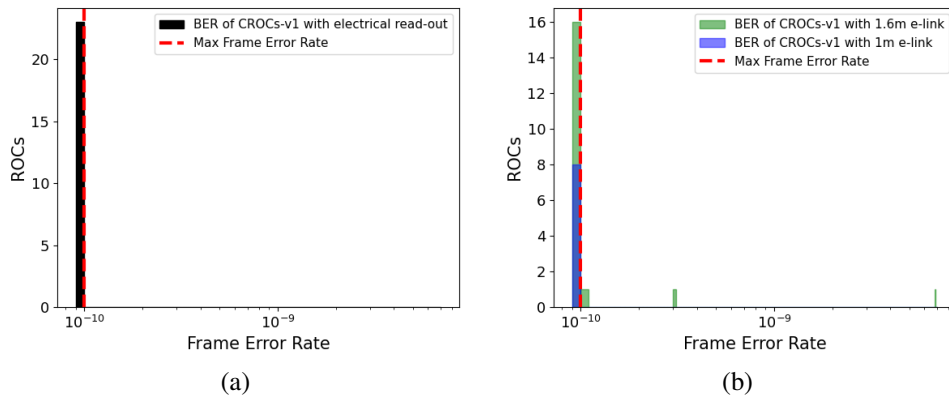 BER of CROCs-v1 with electrical read-out
Max Frame Error Rate
20
15
10
5
0
ROCs
10⁻¹⁰
10⁻⁹
Frame Error Rate
(a)
BER of CROCs-v1 with 1.6m e-link
BER of CROCs-v1 with 1m e-link
Max Frame Error Rate
16
14
12
10
8
6
4
2
0
ROCs
10⁻¹⁰
10⁻⁹
Frame Error Rate
(b)